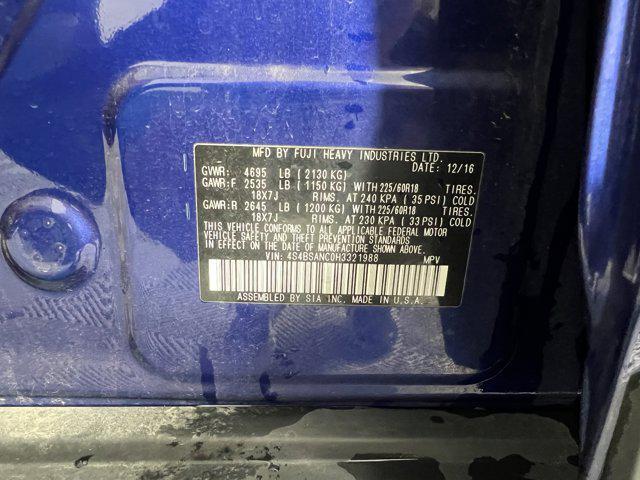 MFD BY FUJI HEAVY INDUSTRIES LTD.
DATE: 12/16
GVWR: 4695 LB (2130 KG)
GAWR:F 2535 LB (1150 KG) WITH 225/60R18 TIRES.
18X7J RIMS. AT 240 KPA (35 PSI) COLD
GAWR:R 2645 LB (1200 KG) WITH 225/60R18 TIRES.
18X7J RIMS. AT 230 KPA (33 PSI) COLD
THIS VEHICLE CONFORMS TO ALL APPLICABLE FEDERAL MOTOR
VEHICLE SAFETY AND THEFT PREVENTION STANDARDS
IN EFFECT ON THE DATE OF MANUFACTURE SHOWN ABOVE.
VIN: 4S4BSANC0H3321988 MPV
ASSEMBLED BY SIA INC. MADE IN U.S.A.